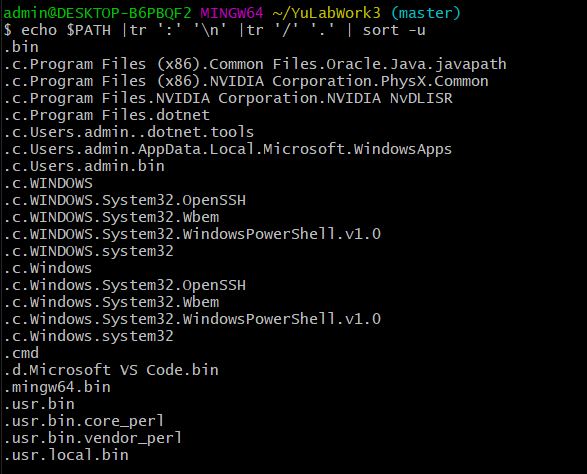 admin@DESKTOP-B6PBQF2 MINGW64 ~/YuLabWork3 (master)
$ echo $PATH |tr ':' '\n' |tr '/' '.' | sort -u
.bin
.c.Program Files (x86).Common Files.Oracle.Java.javapath
.c.Program Files (x86).NVIDIA Corporation.PhysX.Common
.c.Program Files.NVIDIA Corporation.NVIDIA NvDLISR
.c.Program Files.dotnet
.c.Users.admin..dotnet.tools
.c.Users.admin.AppData.Local.Microsoft.WindowsApps
.c.Users.admin.bin
.c.WINDOWS
.c.WINDOWS.System32.OpenSSH
.c.WINDOWS.System32.Wbem
.c.WINDOWS.System32.WindowsPowerShell.v1.0
.c.WINDOWS.system32
.c.Windows
.c.Windows.System32.OpenSSH
.c.Windows.System32.Wbem
.c.Windows.System32.WindowsPowerShell.v1.0
.c.Windows.system32
.cmd
.d.Microsoft VS Code.bin
.mingw64.bin
.usr.bin
.usr.bin.core_perl
.usr.bin.vendor_perl
.usr.local.bin